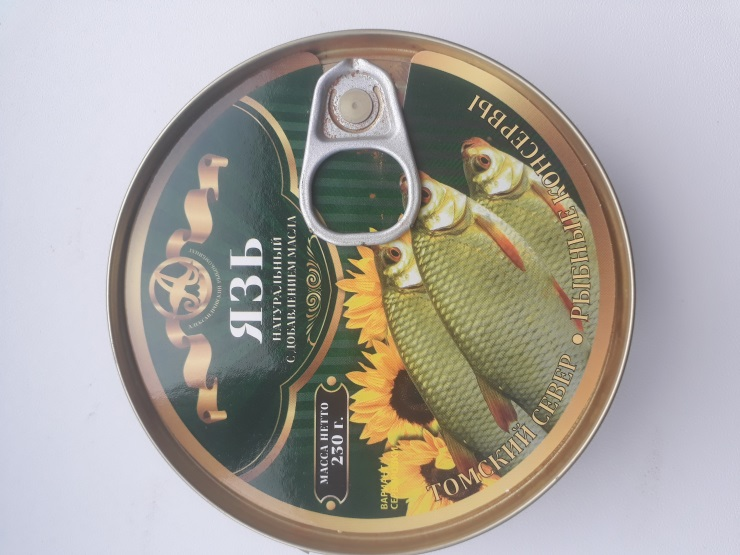 ЯЗЬ
НАТУРАЛЬНЫЙ
С ДОБАВЛЕНИЕМ МАСЛА
МАССА НЕТТО
230 г.
ТОМСКИЙ СЕВЕР • РЫБНЫЕ КОНСЕРВЫ